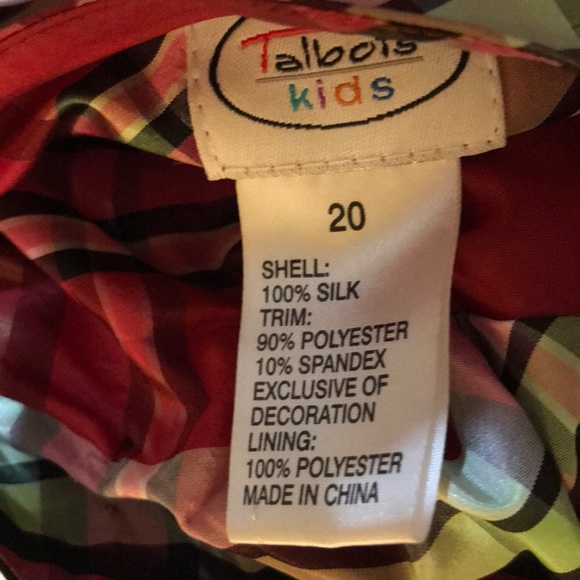 Talbots
kids
20
SHELL:
100% SILK
TRIM:
90% POLYESTER
10% SPANDEX
EXCLUSIVE OF
DECORATION
LINING:
100% POLYESTER
MADE IN CHINA